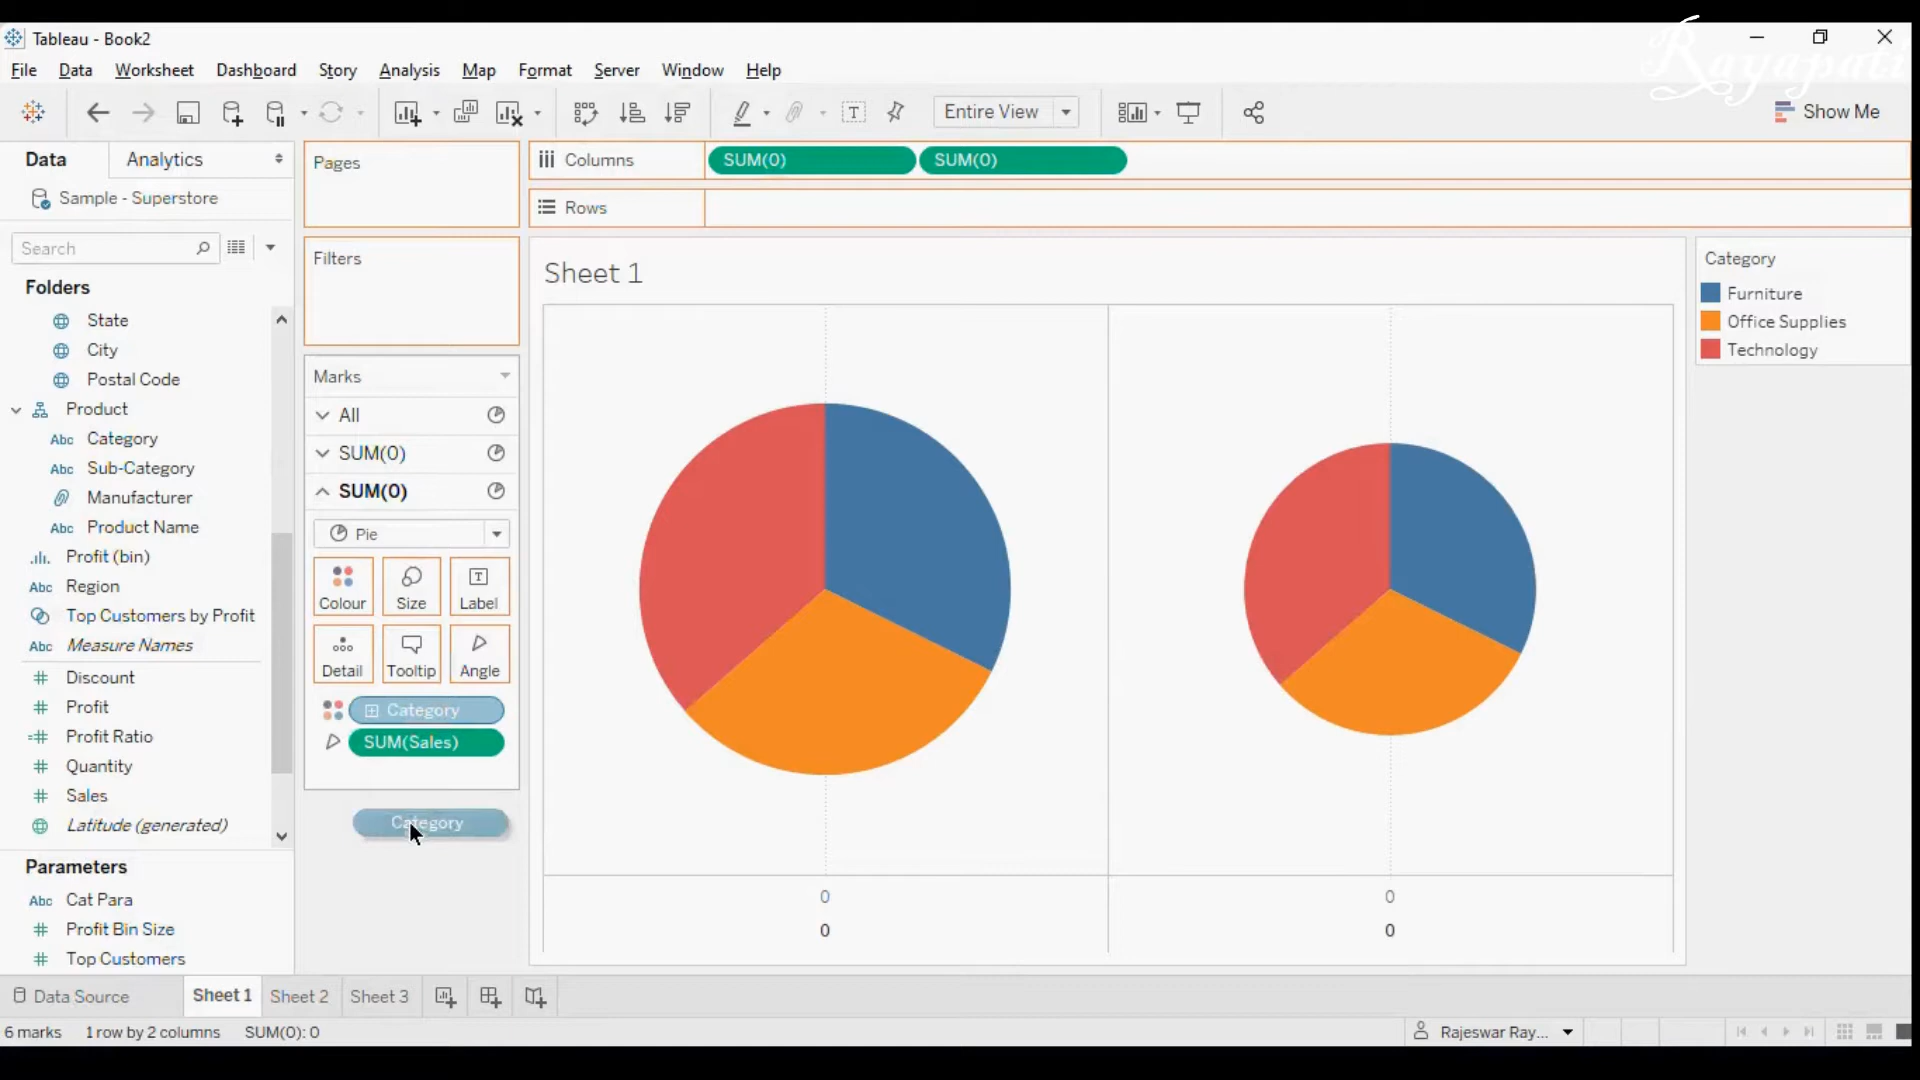 Rayapati
Tableau - Book2
File Data Worksheet Dashboard Story Analysis Map Format Server Window Help
Entire View
Show Me
Data
Analytics
Sample - Superstore
Search
Folders
State
City
Postal Code
Product
Category
Sub-Category
Manufacturer
Product Name
Profit (bin)
Region
Top Customers by Profit
Measure Names
Discount
Profit
Profit Ratio
Quantity
Sales
Latitude (generated)
Parameters
Cat Para
Profit Bin Size
Top Customers
Pages
Filters
Marks
All
SUM(0)
SUM(0)
Pie
Colour Size Label
Detail Tooltip Angle
Category
SUM(Sales)
Category
Columns SUM(0) SUM(0)
Rows
Sheet 1
0 0
0 0
Category
Furniture
Office Supplies
Technology
Data Source Sheet 1 Sheet 2 Sheet 3
6 marks 1 row by 2 columns SUM(0): 0
Rajeswar Ray...